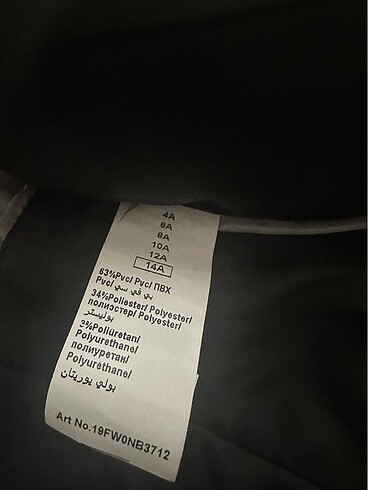 4A
6A
8A
10A
12A
14A
63%Pvc/ Pvc/ ПВХ
Pvc/ بي في سي
34%Poliester/ Polyester/
полиэстер/ Polyester/
بوليستر
3%Poliüretan/
Polyurethane/
полиуретан/
Polyurethane/
بولي يوريتان
Art No.19FW0NB3712